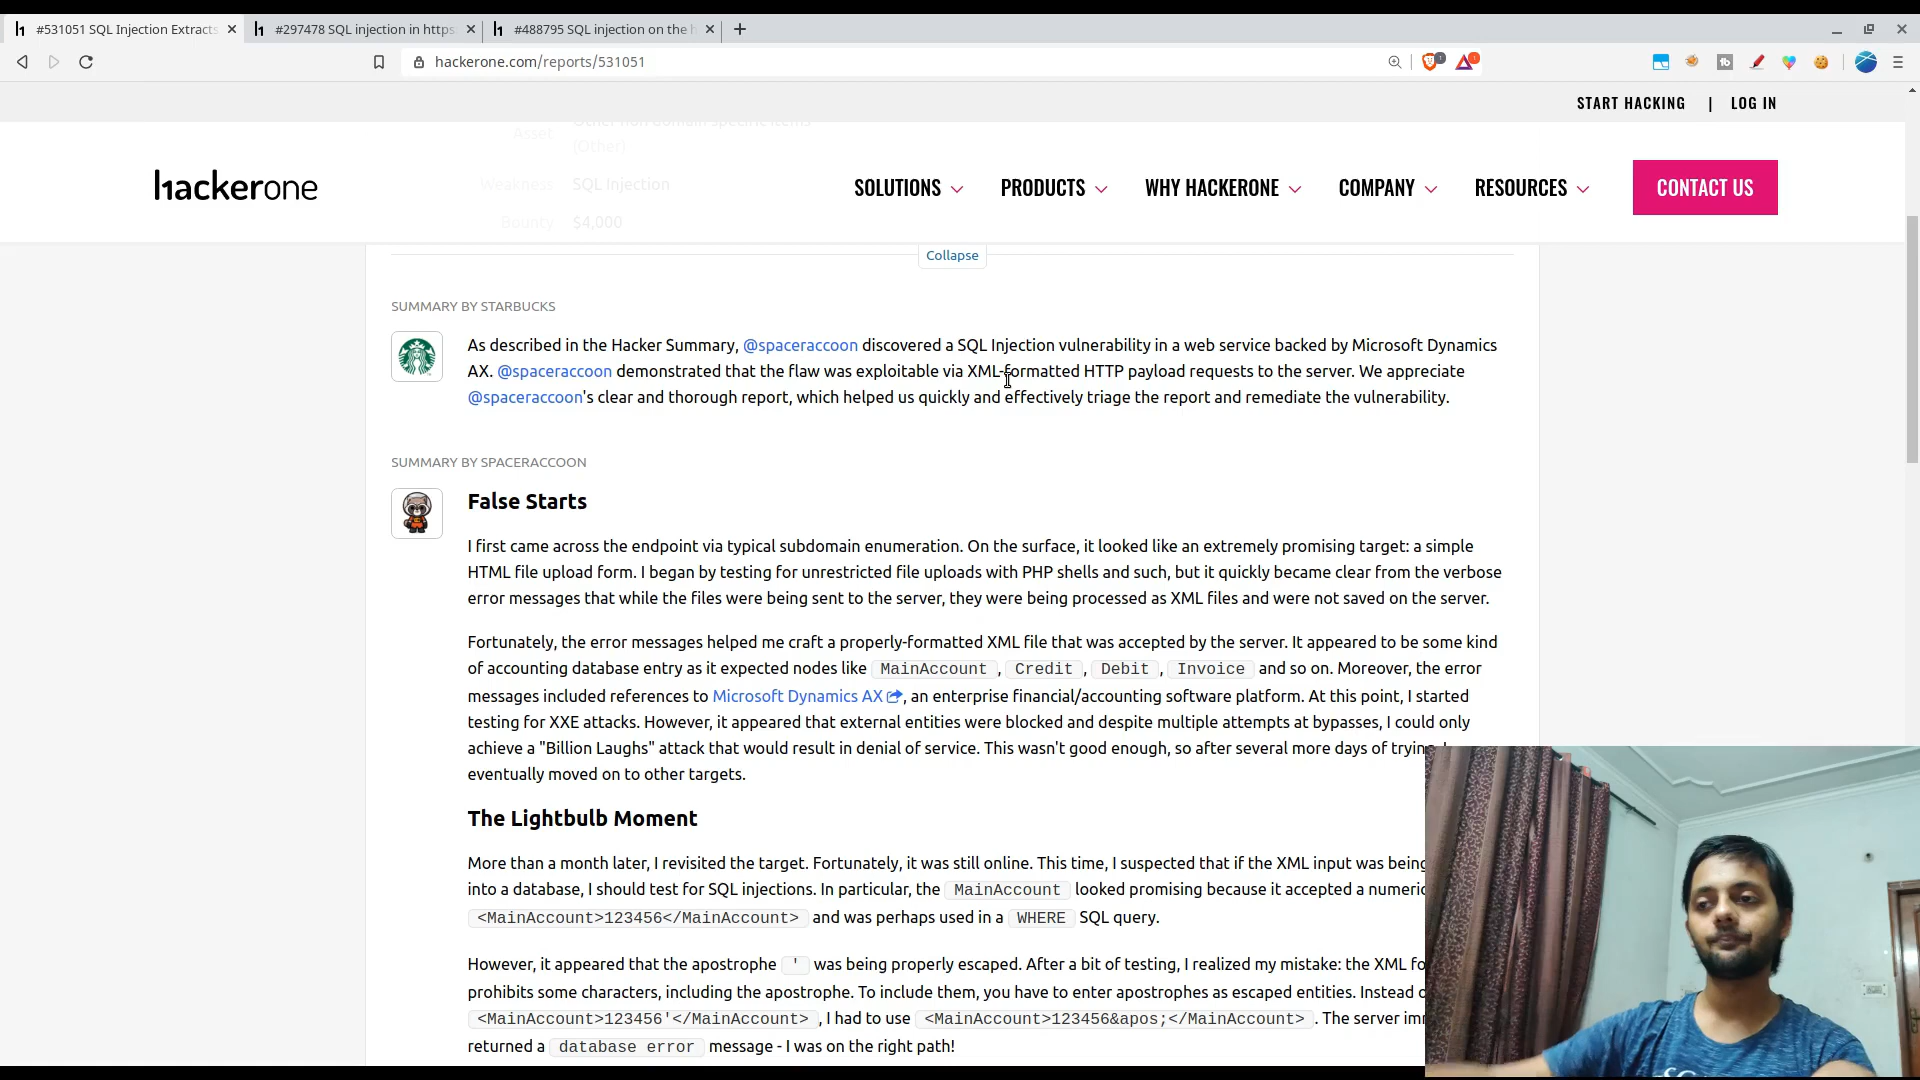 #531051 SQL Injection Extracts
#297478 SQL injection in https:
#488795 SQL injection on the h
hackerone.com/reports/531051
START HACKING | LOG IN
Asset
(Other)
hackerone
SOLUTIONS
PRODUCTS
WHY HACKERONE
COMPANY
RESOURCES
CONTACT US
Weakness SQL Injection
Bounty $4,000
Collapse
SUMMARY BY STARBUCKS
As described in the Hacker Summary, @spaceraccoon discovered a SQL Injection vulnerability in a web service backed by Microsoft Dynamics
AX. @spaceraccoon demonstrated that the flaw was exploitable via XML-formatted HTTP payload requests to the server. We appreciate
@spaceraccoon's clear and thorough report, which helped us quickly and effectively triage the report and remediate the vulnerability.
SUMMARY BY SPACERACCOON
False Starts
I first came across the endpoint via typical subdomain enumeration. On the surface, it looked like an extremely promising target: a simple
HTML file upload form. I began by testing for unrestricted file uploads with PHP shells and such, but it quickly became clear from the verbose
error messages that while the files were being sent to the server, they were being processed as XML files and were not saved on the server.
Fortunately, the error messages helped me craft a properly-formatted XML file that was accepted by the server. It appeared to be some kind
of accounting database entry as it expected nodes like MainAccount, Credit, Debit, Invoice and so on. Moreover, the error
messages included references to Microsoft Dynamics AX, an enterprise financial/accounting software platform. At this point, I started
testing for XXE attacks. However, it appeared that external entities were blocked and despite multiple attempts at bypasses, I could only
achieve a "Billion Laughs" attack that would result in denial of service. This wasn't good enough, so after several more days of trying,
eventually moved on to other targets.
The Lightbulb Moment
More than a month later, I revisited the target. Fortunately, it was still online. This time, I suspected that if the XML input was being
into a database, I should test for SQL injections. In particular, the MainAccount looked promising because it accepted a numeric
<MainAccount>123456</MainAccount> and was perhaps used in a WHERE SQL query.
However, it appeared that the apostrophe ' was being properly escaped. After a bit of testing, I realized my mistake: the XML fo
prohibits some characters, including the apostrophe. To include them, you have to enter apostrophes as escaped entities. Instead o
<MainAccount>123456'</MainAccount>, I had to use <MainAccount>123456&apos;</MainAccount>. The server im
returned a database error message - I was on the right path!